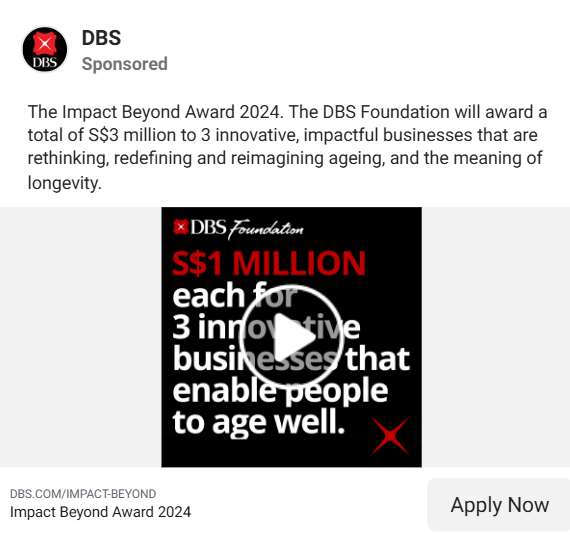 DBS
Sponsored
DBS
The Impact Beyond Award 2024. The DBS Foundation will award a
total of S$3 million to 3 innovative, impactful businesses that are
rethinking, redefining and reimagining ageing, and the meaning of
longevity.
DBS Foundation
S$1 MILLION
each for
3 innovative
businesses that
enable people
to age well.
DBS.COM/IMPACT-BEYOND
Impact Beyond Award 2024
Apply Now